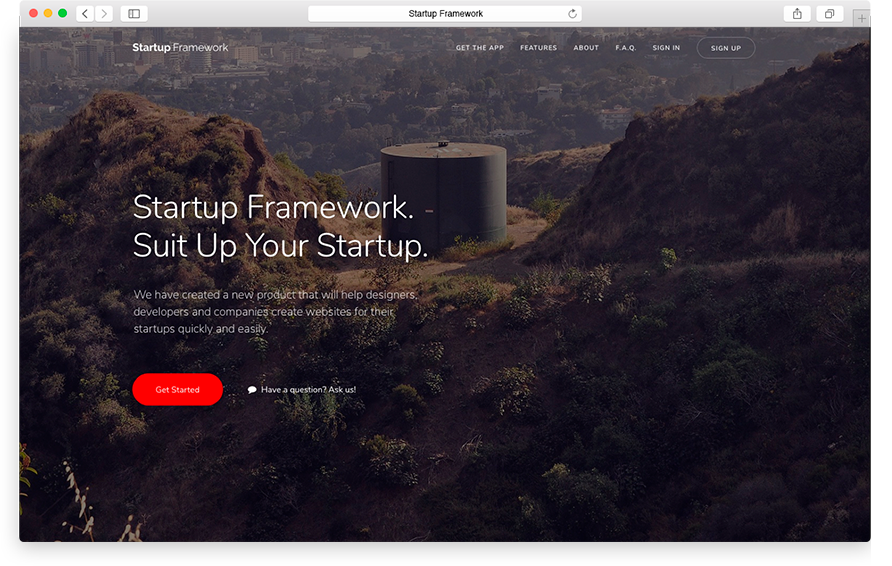 Startup Framework
Startup Framework
GET THE APP FEATURES ABOUT F.A.Q. SIGN IN SIGN UP
Startup Framework.
Suit Up Your Startup.
We have created a new product that will help designers,
developers and companies create websites for their
startups quickly and easily.
Get Started Have a question? Ask us!